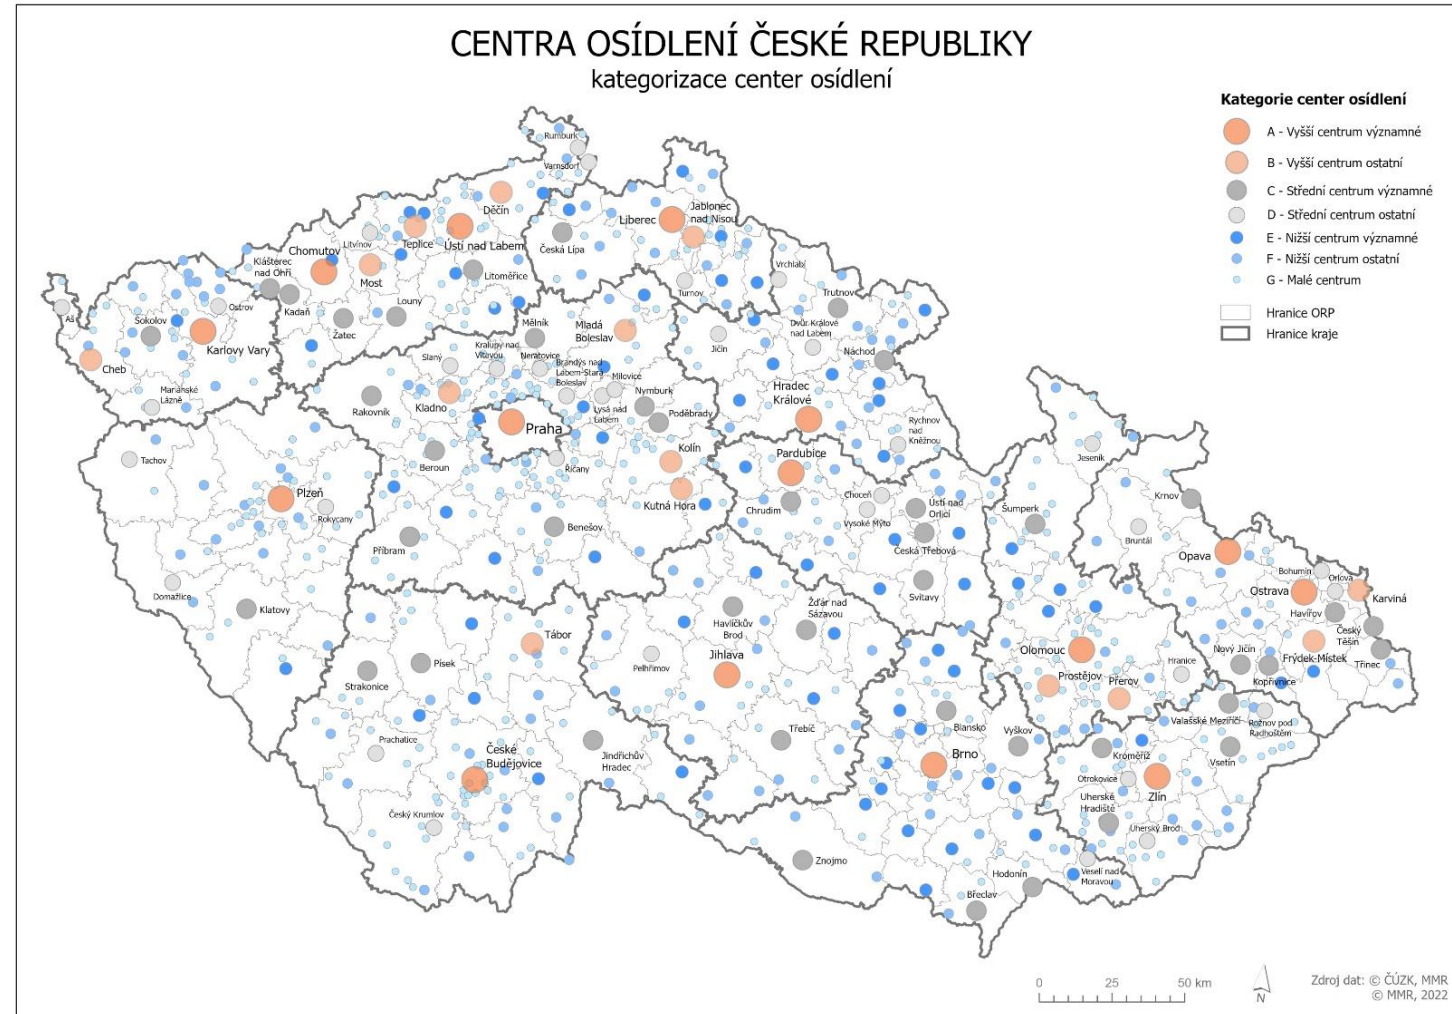 CENTRA OSÍDLENÍ ČESKÉ REPUBLIKY
kategorizace center osídlení
Kategorie center osídlení
A - Vyšší centrum významné
B - Vyšší centrum ostatní
C - Střední centrum významné
D - Střední centrum ostatní
E - Nižší centrum významné
F - Nižší centrum ostatní
G - Malé centrum
Hranice ORP
Hranice kraje
Rumburk
Varnsdorf
Děčín
Liberec
Jablonec
nad Nisou
Teplice
Ústí nad Labem
Litvínov
Chomutov
Most
Klášterec
nad Ohří
Kadaň
Česká Lípa
Litoměřice
Louny
Žatec
Turnov
Vrchlabí
Trutnov
Dvůr Králové
nad Labem
Jičín
Náchod
Aš
Sokolov
Ostrov
Karlovy Vary
Cheb
Mariánské
Lázně
Mělník
Mladá
Boleslav
Slaný
Kralupy nad
Vltavou
Neratovice
Brandýs nad
Labem-Stará
Boleslav
Milovice
Lysá nad
Labem
Nymburk
Poděbrady
Kladno
Rakovník
Praha
Beroun
Říčany
Kolín
Kutná Hora
Hradec
Králové
Rychnov
nad
Kněžnou
Pardubice
Chrudim
Choceň
Vysoké Mýto
Ústí nad
Orlicí
Česká Třebová
Svitavy
Tachov
Plzeň
Rokycany
Příbram
Benešov
Domažlice
Klatovy
Jeseník
Šumperk
Krnov
Bruntál
Opava
Bohumín
Orlová
Ostrava
Karviná
Havířov
Český
Těšín
Frýdek-Místek
Třinec
Nový Jičín
Kopřivnice
Havlíčkův
Brod
Žďár nad
Sázavou
Pelhřimov
Jihlava
Třebíč
Tábor
Písek
Strakonice
Prachatice
České
Budějovice
Jindřichův
Hradec
Český Krumlov
Olomouc
Prostějov
Přerov
Hranice
Valašské Meziříčí
Rožnov pod
Radhoštěm
Vsetín
Blansko
Vyškov
Brno
Kroměříž
Otrokovice
Zlín
Uherské
Hradiště
Uherský Brod
Veselí nad
Moravou
Znojmo
Hodonín
Břeclav
0 25 50 km
N
Zdroj dat: © ČÚZK, MMR
© MMR, 2022